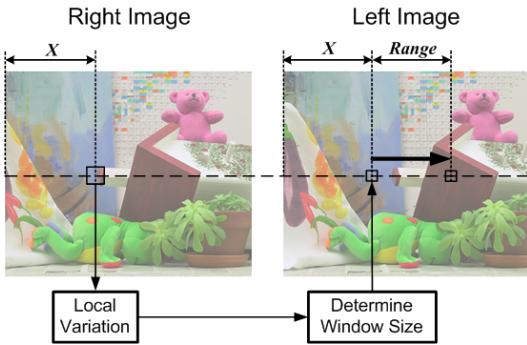 Right Image
Left Image
X
X
Range
Local
Variation
Determine
Window Size